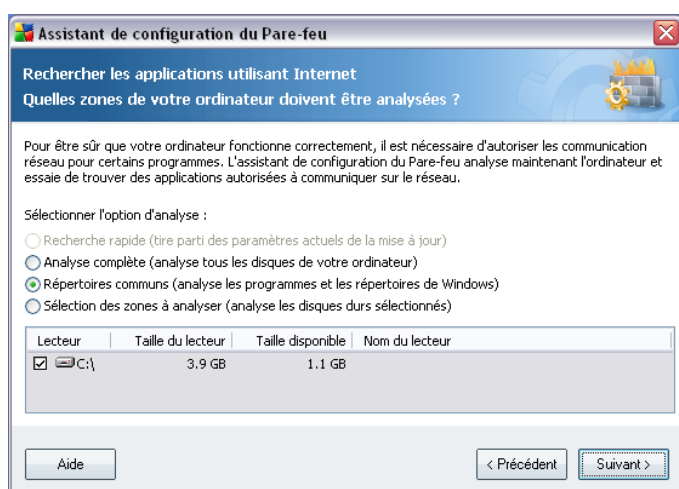 Assistant de configuration du Pare-feu
Rechercher les applications utilisant Internet
Quelles zones de votre ordinateur doivent être analysées ?
Pour être sûr que votre ordinateur fonctionne correctement, il est nécessaire d'autoriser les communication
réseau pour certains programmes. L'assistant de configuration du Pare-feu analyse maintenant l'ordinateur et
essaie de trouver des applications autorisées à communiquer sur le réseau.
Sélectionner l'option d'analyse :
Recherche rapide (tire parti des paramètres actuels de la mise à jour)
Analyse complète (analyse tous les disques de votre ordinateur)
Répertoires communs (analyse les programmes et les répertoires de Windows)
Sélection des zones à analyser (analyse les disques durs sélectionnés)
Lecteur Taille du lecteur Taille disponible Nom du lecteur
C:\ 3.9 GB 1.1 GB
Aide < Précédent Suivant >